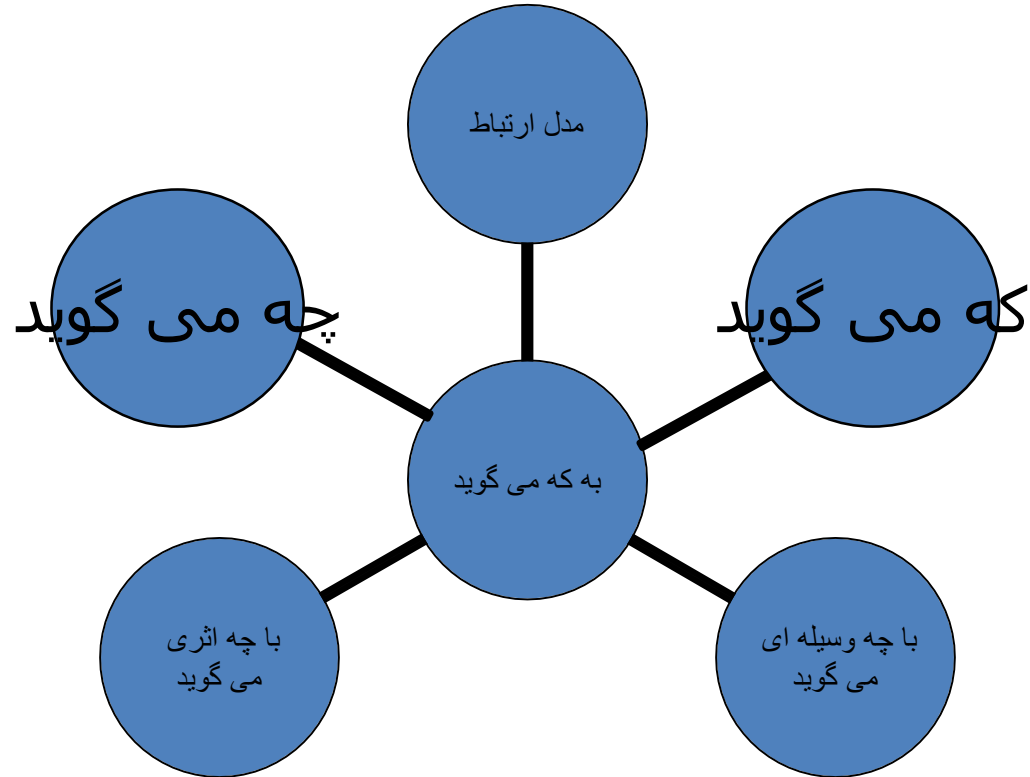 مدل ارتباط
که می گوید
چه می گوید
به که می گوید
با چه وسیله ای
می گوید
با چه اثری
می گوید